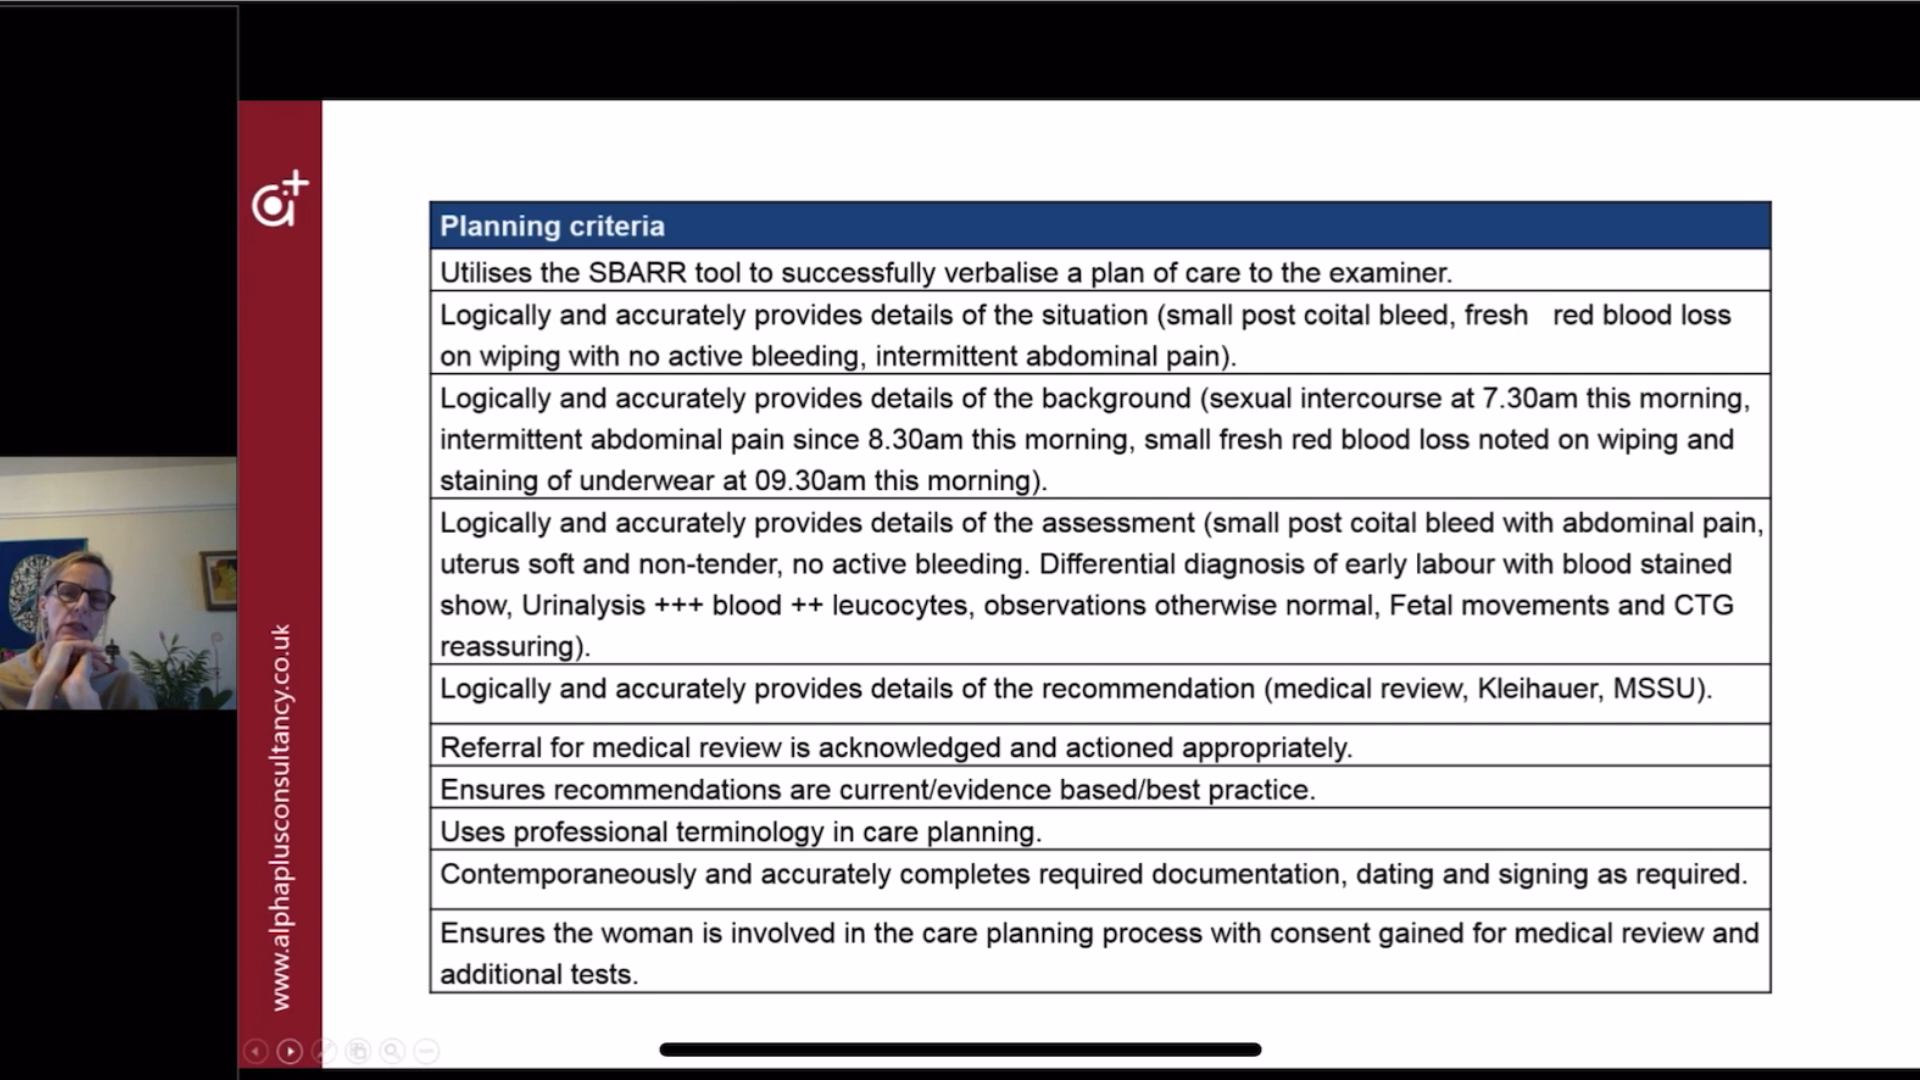 Planning criteria
Utilises the SBARR tool to successfully verbalise a plan of care to the examiner.
Logically and accurately provides details of the situation (small post coital bleed, fresh red blood loss
on wiping with no active bleeding, intermittent abdominal pain).
Logically and accurately provides details of the background (sexual intercourse at 7.30am this morning,
intermittent abdominal pain since 8.30am this morning, small fresh red blood loss noted on wiping and
staining of underwear at 09.30am this morning).
Logically and accurately provides details of the assessment (small post coital bleed with abdominal pain,
uterus soft and non-tender, no active bleeding. Differential diagnosis of early labour with blood stained
show, Urinalysis +++ blood ++ leucocytes, observations otherwise normal, Fetal movements and CTG
reassuring).
Logically and accurately provides details of the recommendation (medical review, Kleihauer, MSSU).
Referral for medical review is acknowledged and actioned appropriately.
Ensures recommendations are current/evidence based/best practice.
Uses professional terminology in care planning.
Contemporaneously and accurately completes required documentation, dating and signing as required.
Ensures the woman is involved in the care planning process with consent gained for medical review and
additional tests.
www.alphaplusconsultancy.co.uk